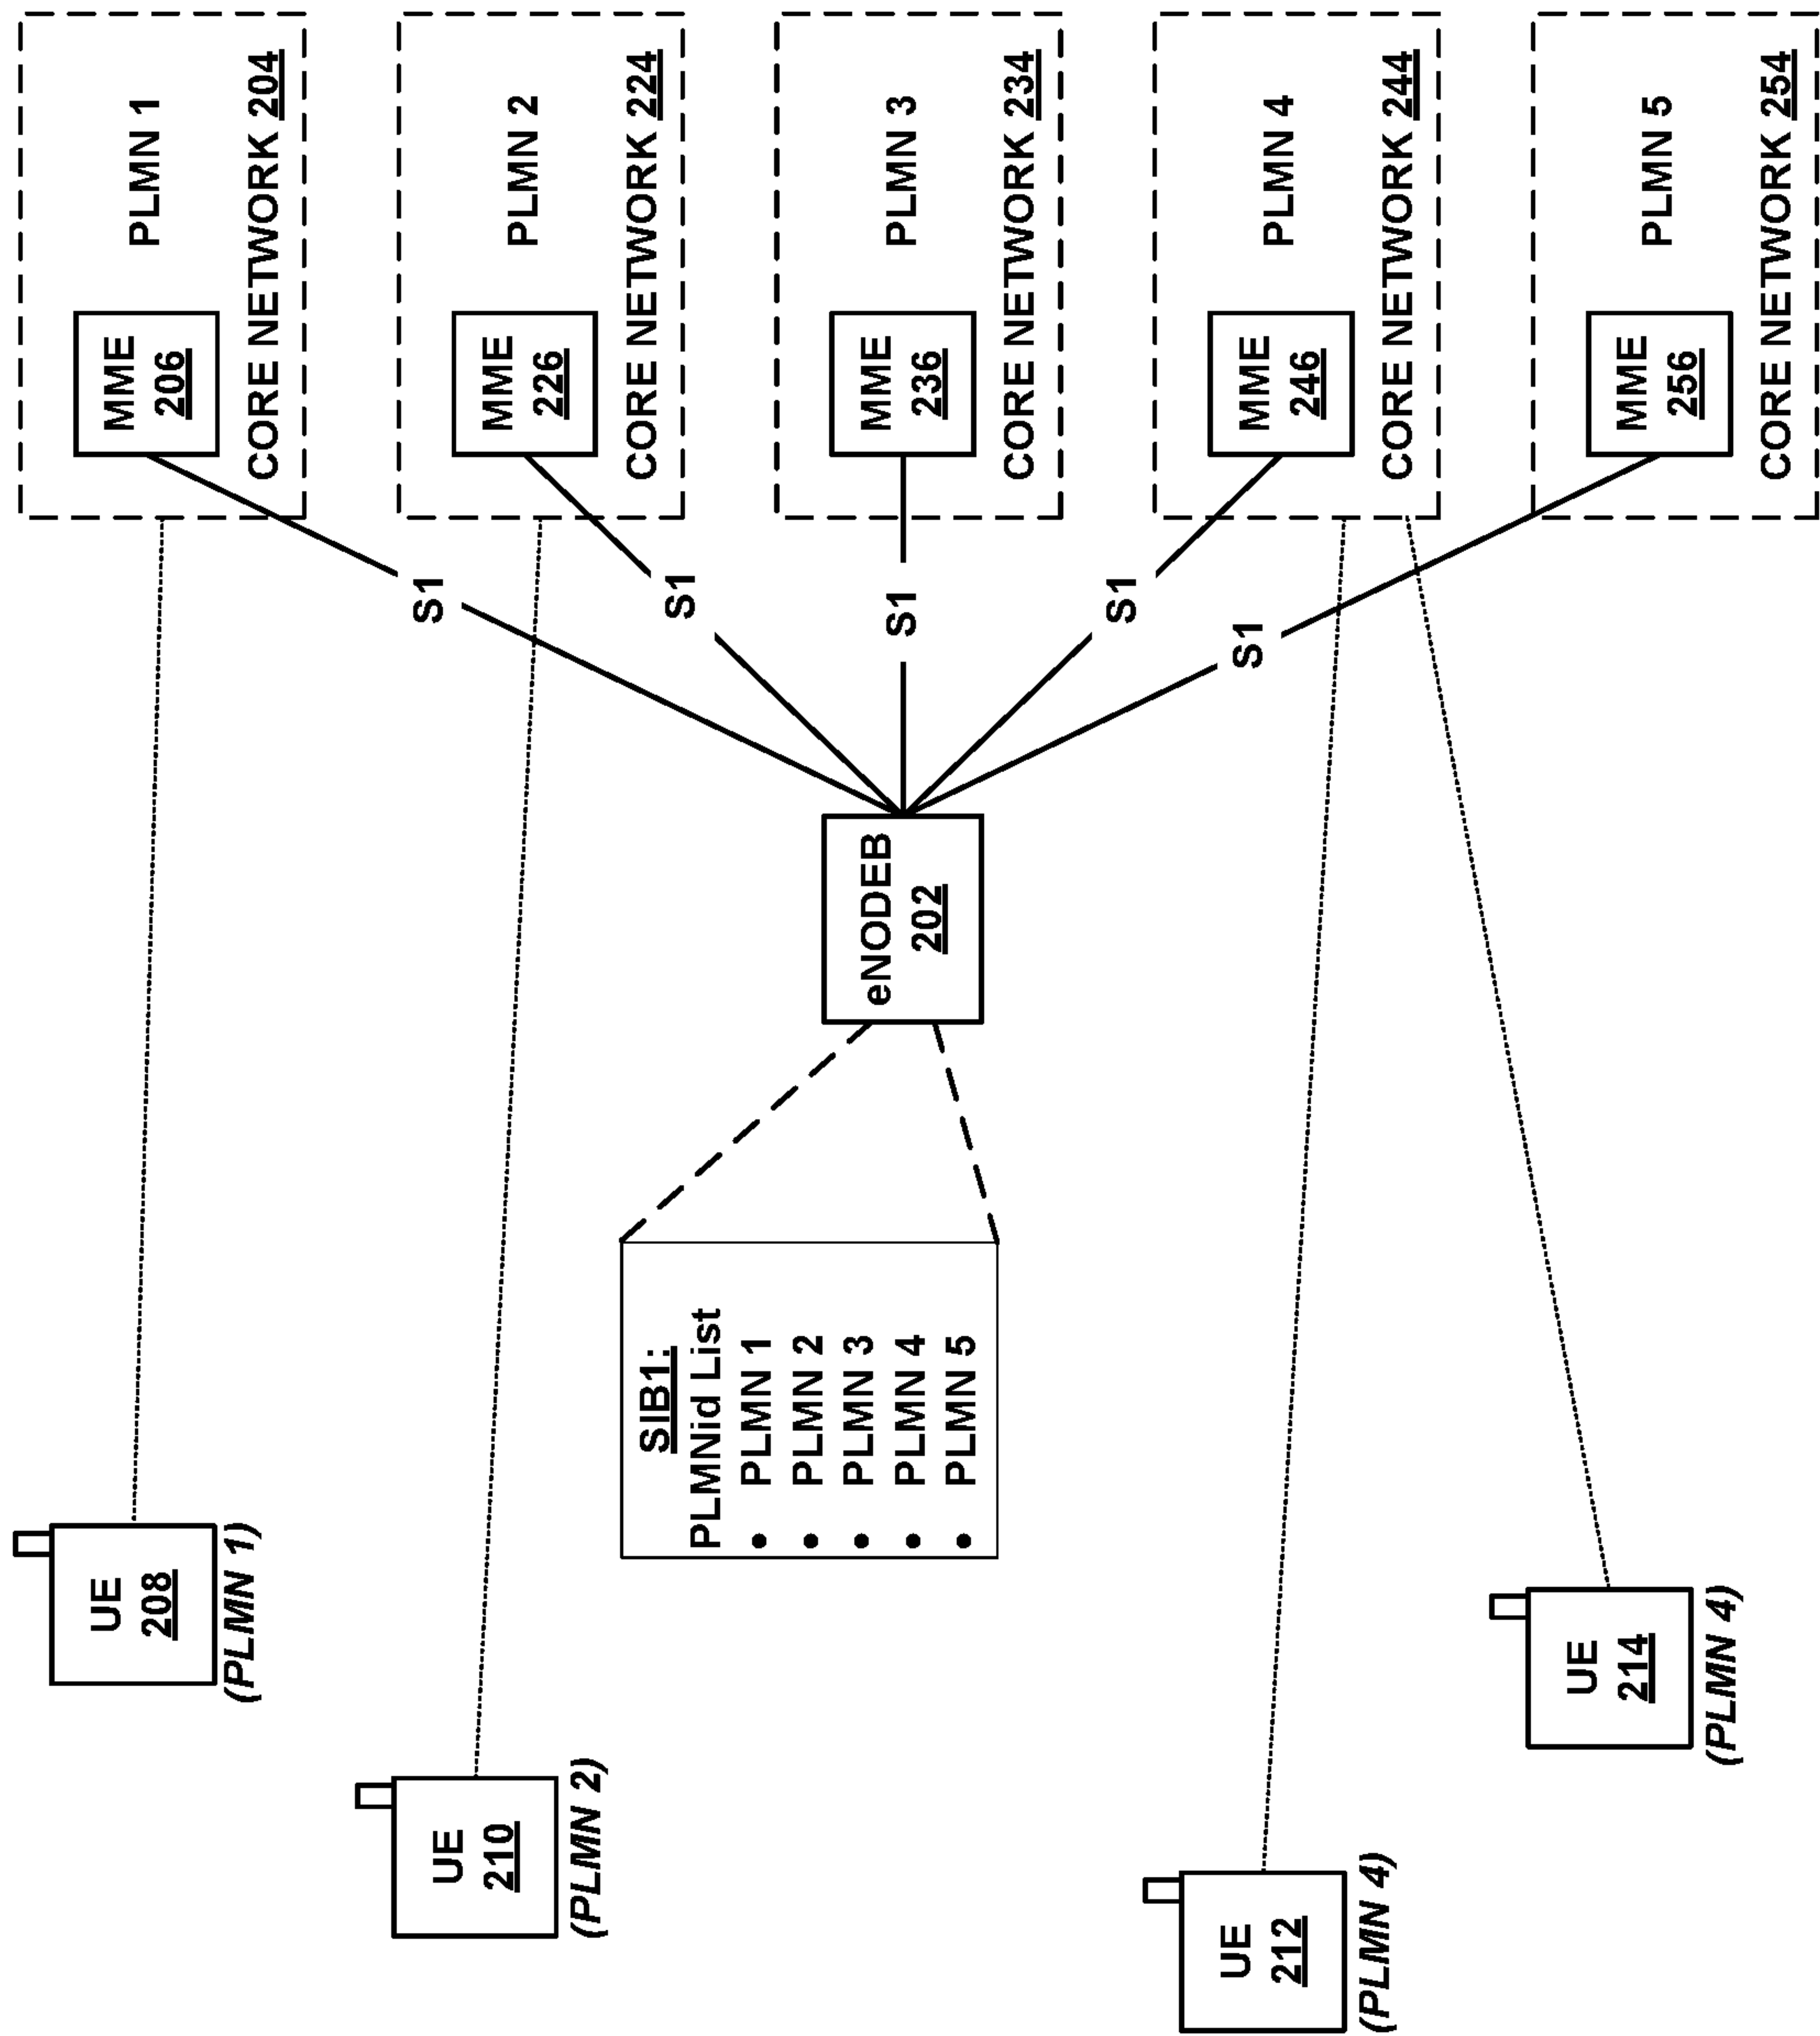 UE
208
(PLMN 1)
UE
210
(PLMN 2)
SIB1:
PLMNid List
• PLMN 1
• PLMN 2
• PLMN 3
• PLMN 4
• PLMN 5
UE
212
(PLMN 4)
UE
214
(PLMN 4)
eNODEB
202
S1
S1
S1
S1
S1
MME
206
PLMN 1
CORE NETWORK 204
MME
226
PLMN 2
CORE NETWORK 224
MME
236
PLMN 3
CORE NETWORK 234
MME
246
PLMN 4
CORE NETWORK 244
MME
256
PLMN 5
CORE NETWORK 254